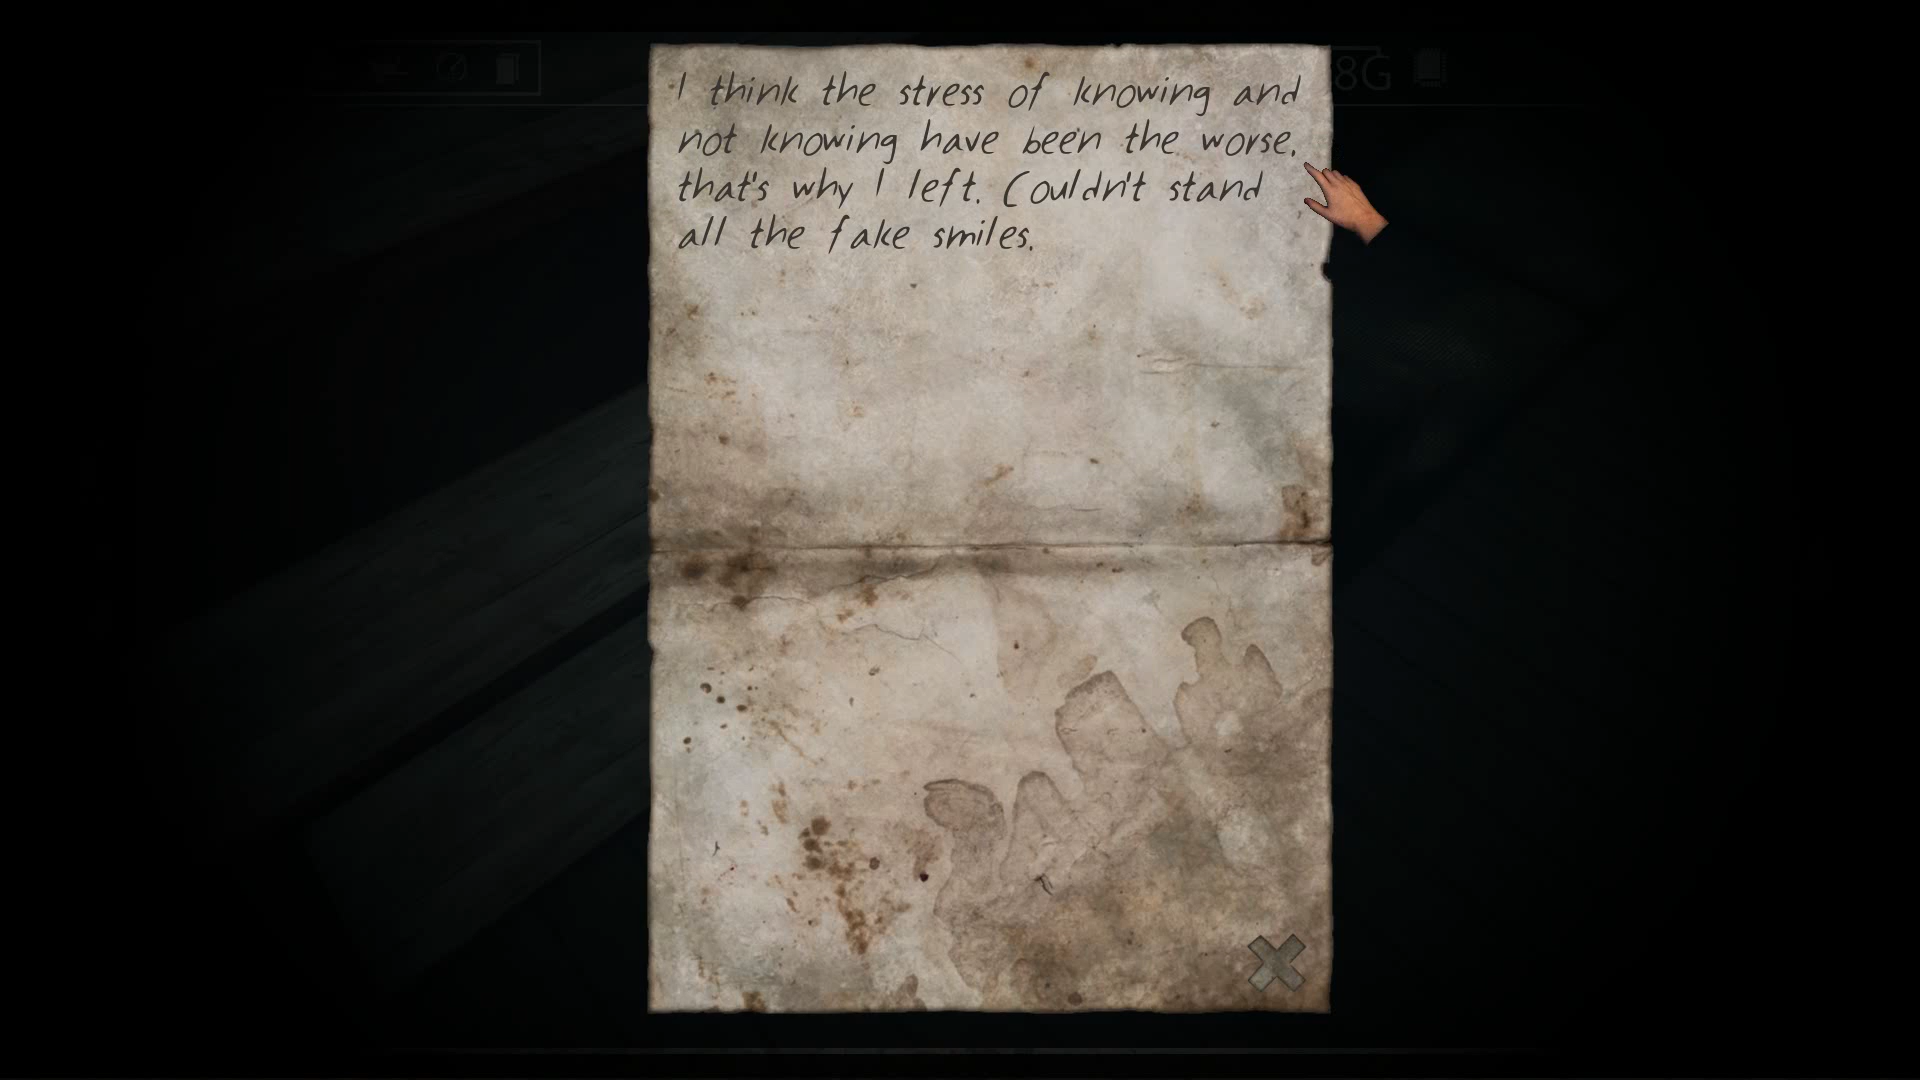 8G
I think the stress of knowing and
not knowing have been the worse.
that's why I left. Couldn't stand
all the fake smiles.